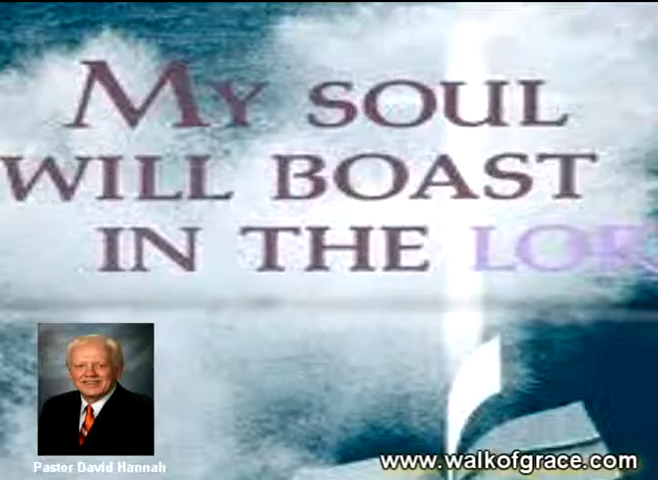 MY SOUL
WILL BOAST
IN THE LOR
Pastor David Hannah
www.walkofgrace.com